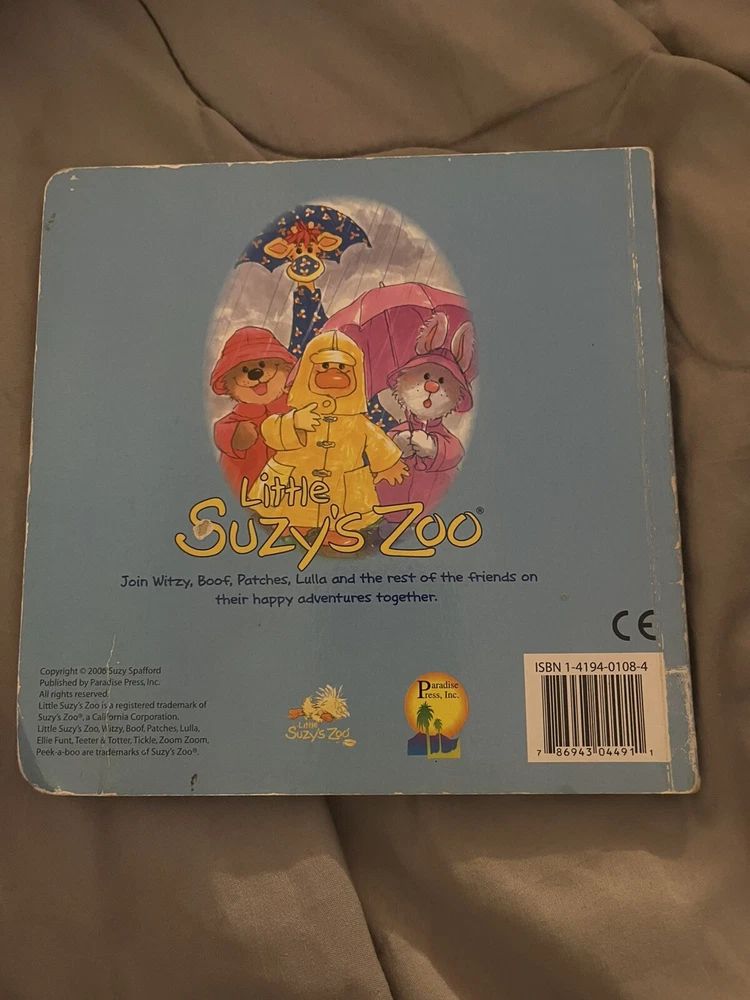 Little
Suzy's Zoo®
Join Witzy, Boof, Patches, Lulla and the rest of the friends on
their happy adventures together.
CE
Copyright © 2006 Suzy Spafford
Published by Paradise Press, Inc.
All rights reserved.
Little Suzy's Zoo is a registered trademark of
Suzy's Zoo®, a California Corporation.
Little Suzy's Zoo, Witzy, Boof, Patches, Lulla,
Ellie Funt, Teeter & Totter, Tickle, Zoom Zoom,
Peek-a-boo are trademarks of Suzy's Zoo®.
Little
Suzy's Zoo
Paradise
Press, Inc.
ISBN 1-4194-0108-4
7 86943 04491 1